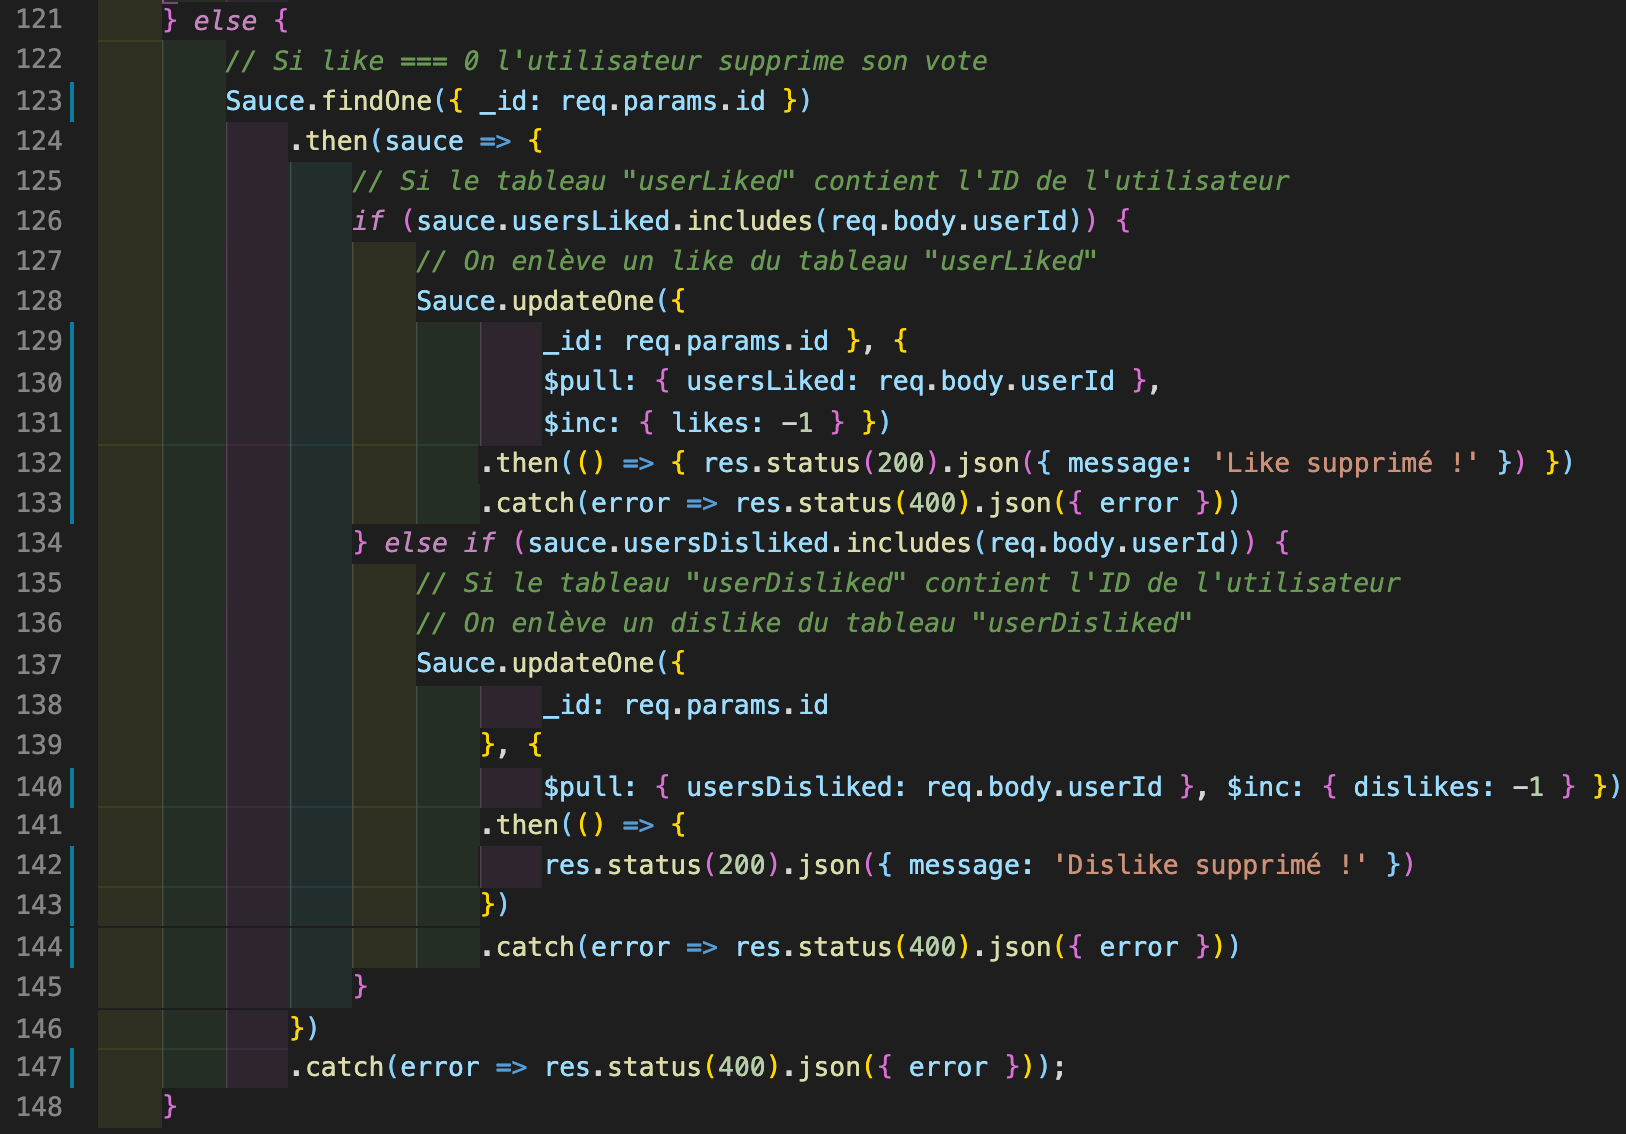 121 } else {
122 // Si like === 0 l'utilisateur supprime son vote
123 Sauce.findOne({ _id: req.params.id })
124 .then(sauce => {
125 // Si le tableau "userLiked" contient l'ID de l'utilisateur
126 if (sauce.usersLiked.includes(req.body.userId)) {
127 // On enlève un like du tableau "userLiked"
128 Sauce.updateOne({
129 _id: req.params.id }, {
130 $pull: { usersLiked: req.body.userId },
131 $inc: { likes: -1 } })
132 .then(() => { res.status(200).json({ message: 'Like supprimé !' }) })
133 .catch(error => res.status(400).json({ error }))
134 } else if (sauce.usersDisliked.includes(req.body.userId)) {
135 // Si le tableau "userDisliked" contient l'ID de l'utilisateur
136 // On enlève un dislike du tableau "userDisliked"
137 Sauce.updateOne({
138 _id: req.params.id
139 }, {
140 $pull: { usersDisliked: req.body.userId }, $inc: { dislikes: -1 } })
141 .then(() => {
142 res.status(200).json({ message: 'Dislike supprimé !' })
143 })
144 .catch(error => res.status(400).json({ error }))
145 }
146 })
147 .catch(error => res.status(400).json({ error }));
148 }